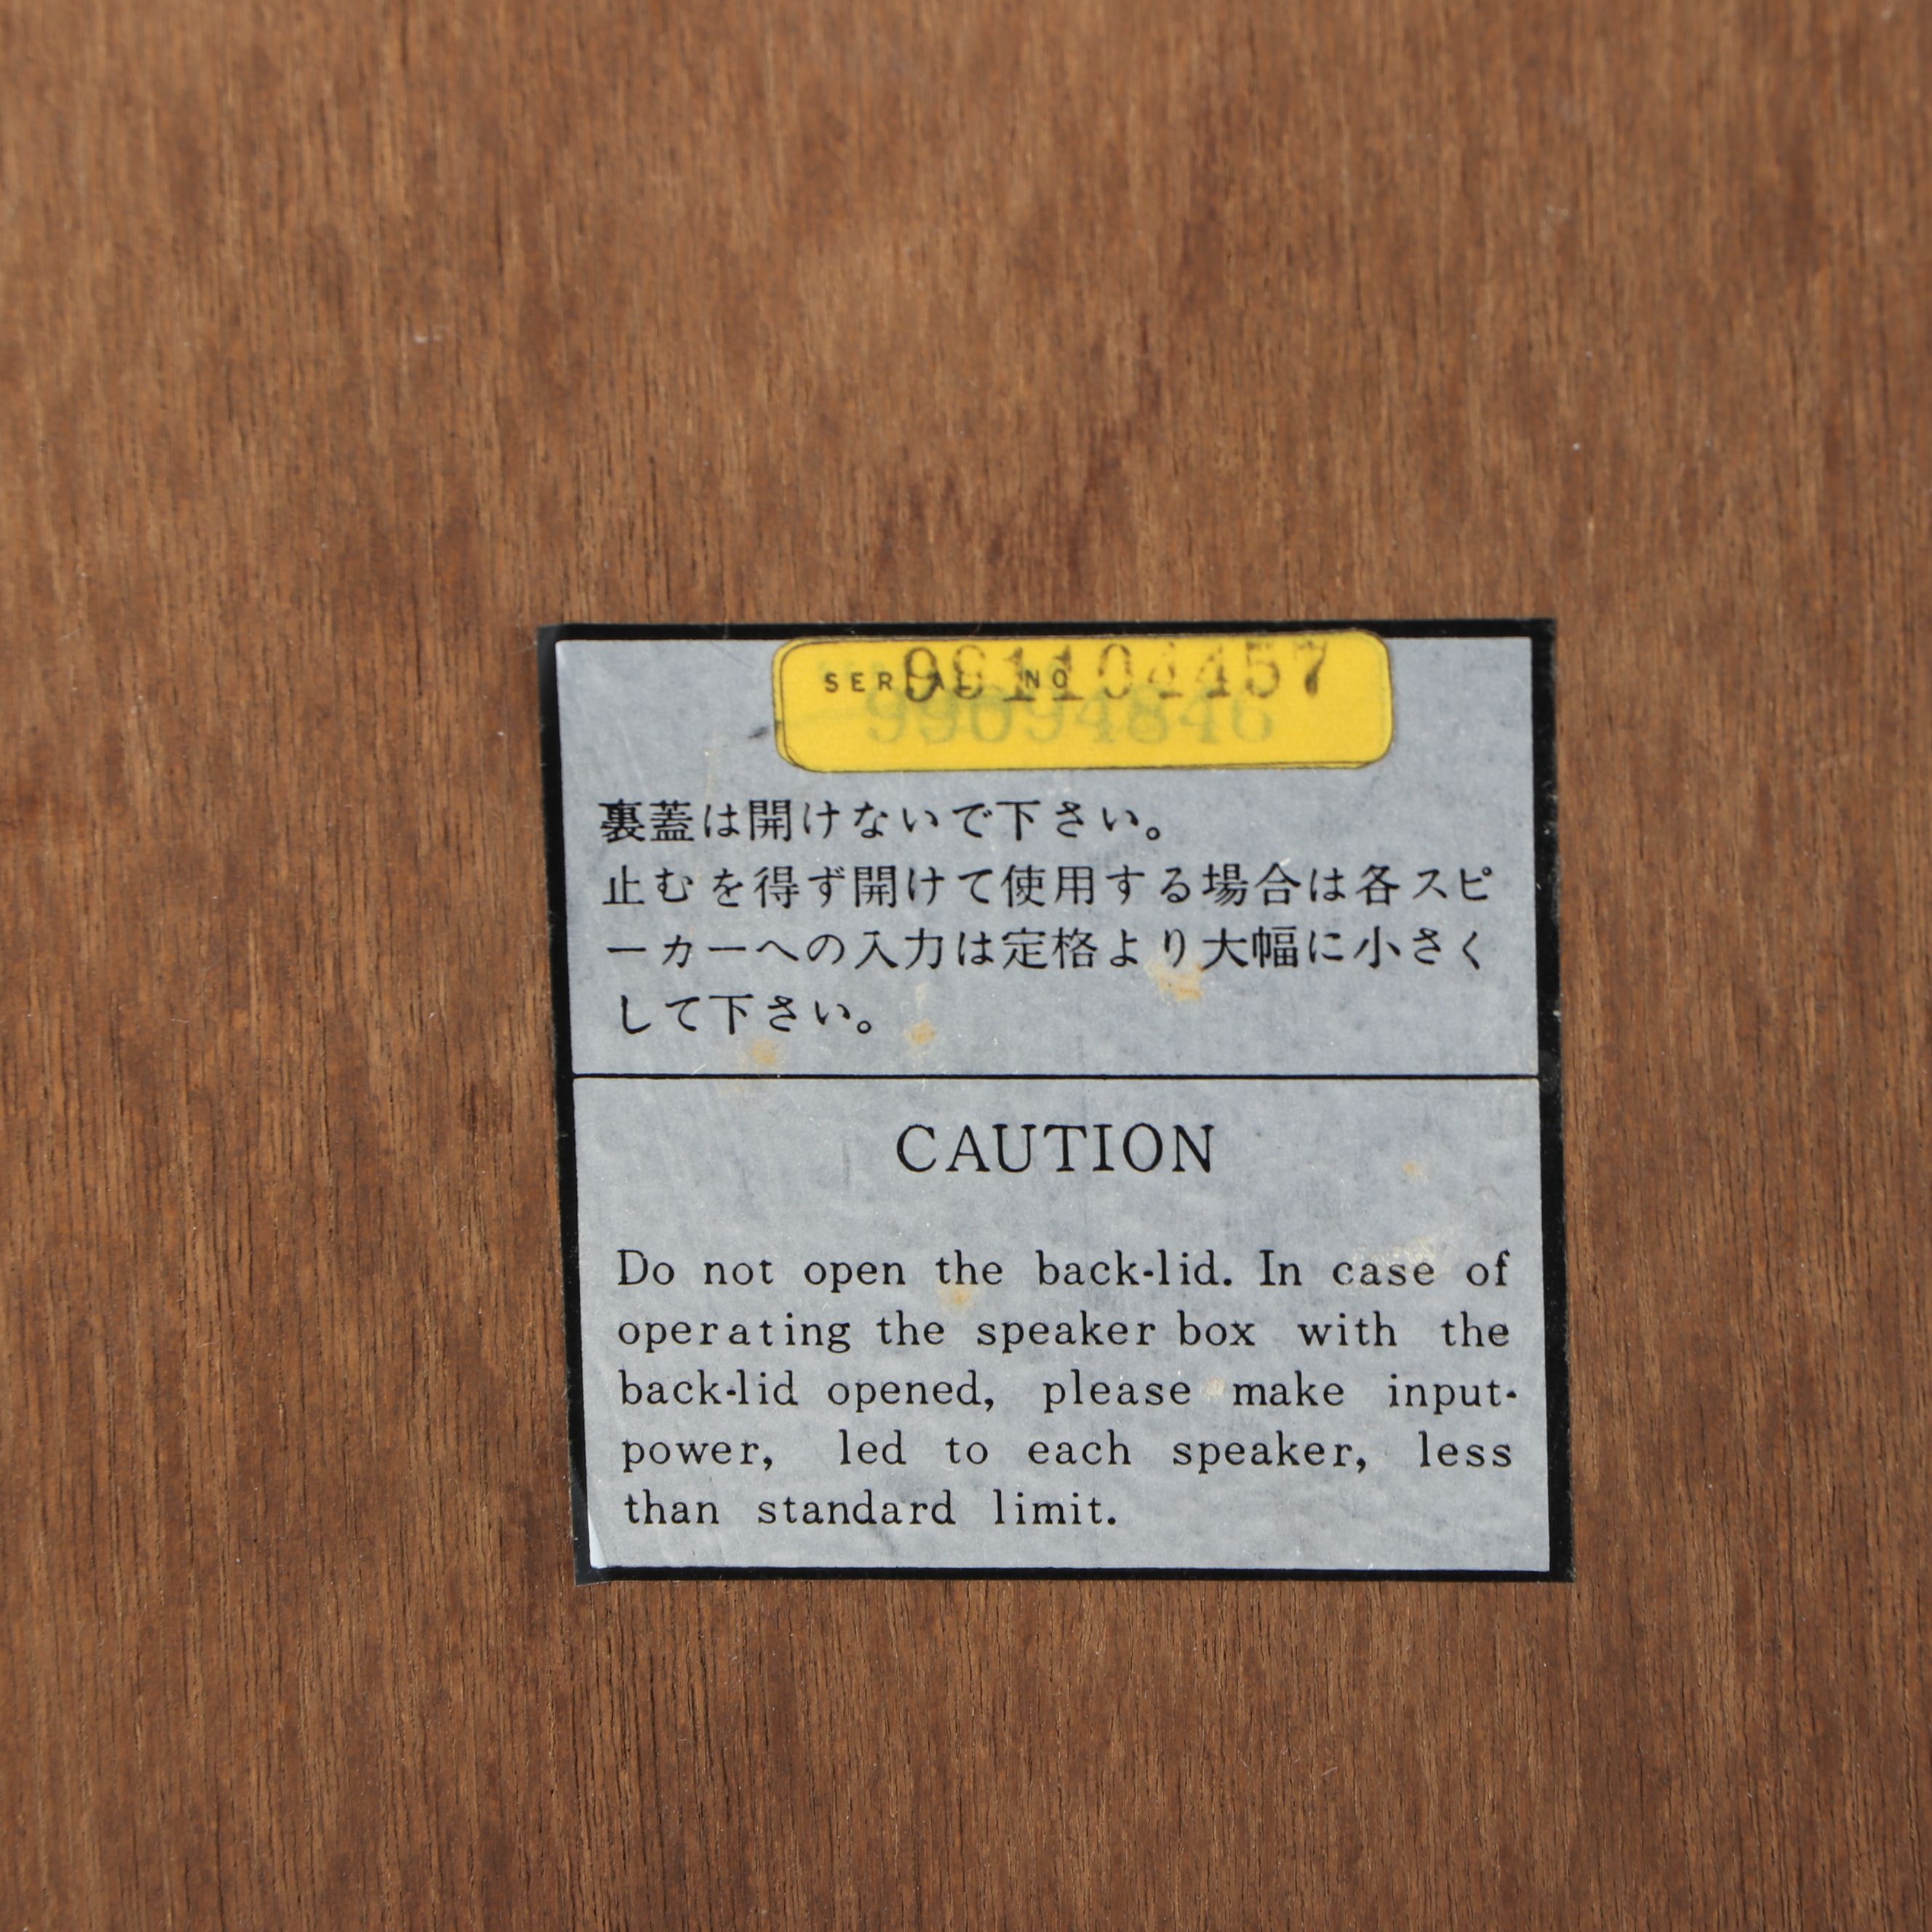 SERIAL NO
裏蓋は開けないで下さい。
止むを得ず開けて使用する場合は各スピ
ーカーへの入力は定格より大幅に小さく
して下さい。
CAUTION
Do not open the back-lid. In case of
operating the speaker box with the
back-lid opened, please make input-
power, led to each speaker, less
than standard limit.